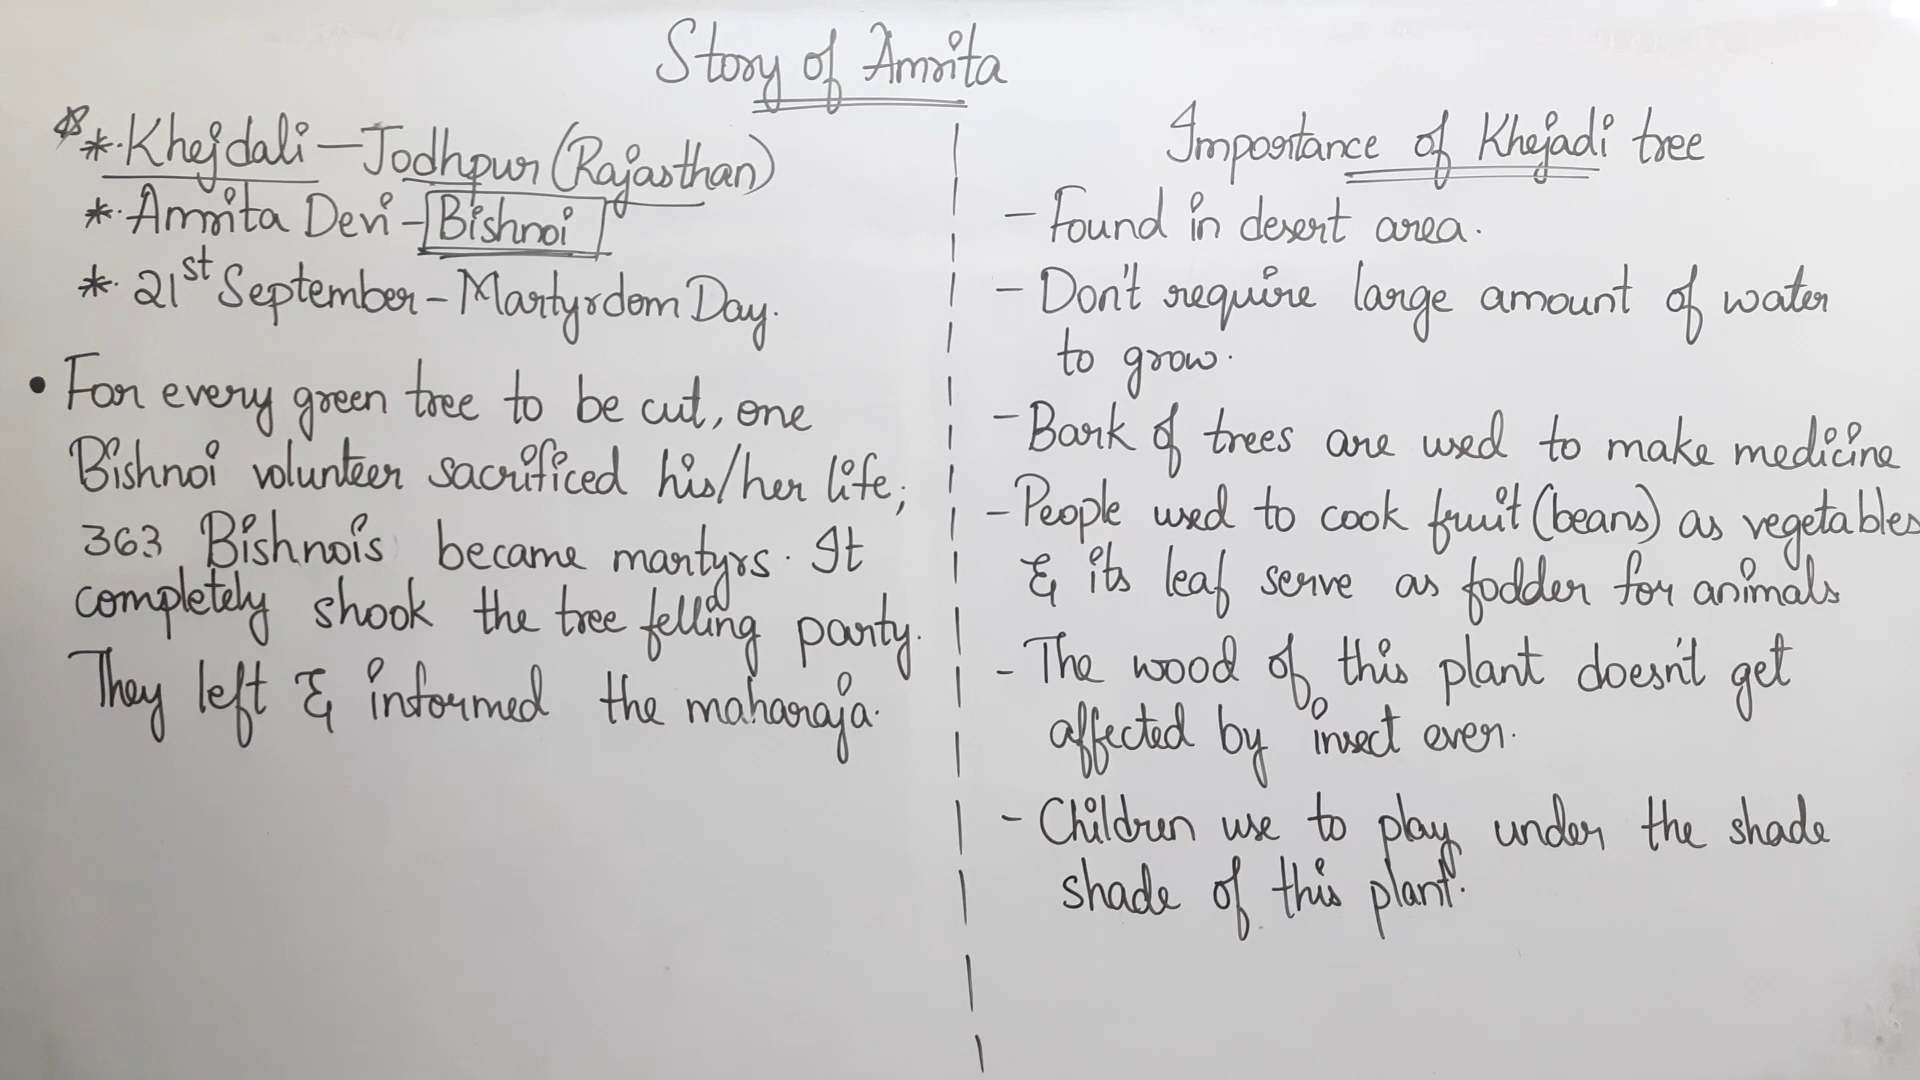 Story of Amrita
* Khejdali - Jodhpur (Rajasthan)
* Amrita Devi - Bishnoi
* 21st September - Martyrdom Day.
• For every green tree to be cut, one
Bishnoi volunteer sacrificed his/her life;
363 Bishnois became martyrs. It
completely shook the tree felling party.
They left & informed the maharaja.
Importance of Khejadi tree
- Found in desert area.
- Don't require large amount of water
to grow.
- Bark of trees are used to make medicine
- People used to cook fruit (beans) as vegetables
& its leaf serve as fodder for animals
- The wood of this plant doesn't get
affected by insect ever.
- Children use to play under the shade
shade of this plant.